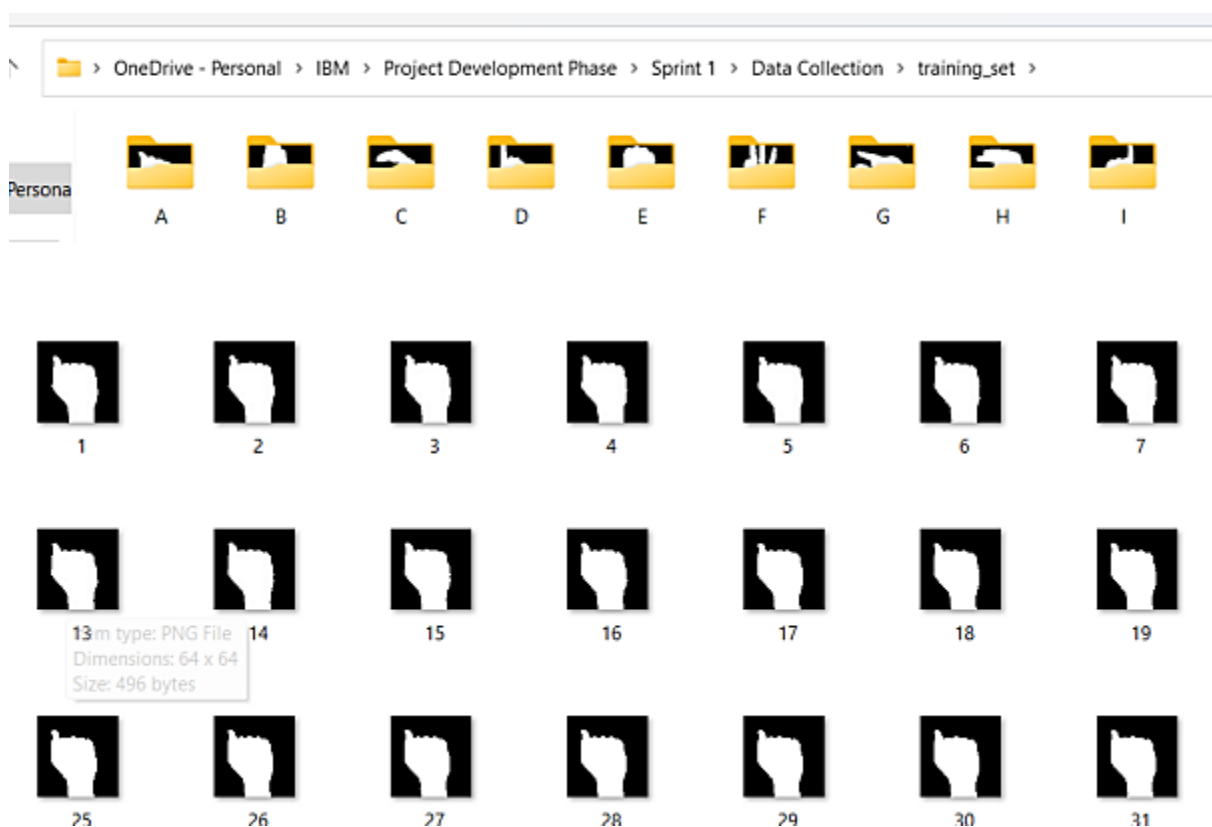 OneDrive - Personal > IBM > Project Development Phase > Sprint 1 > Data Collection > training_set >
Persona
A B C D E F G H I
1 2 3 4 5 6 7
13 14 15 16 17 18 19
m type: PNG File
Dimensions: 64 x 64
Size: 496 bytes
25 26 27 28 29 30 31